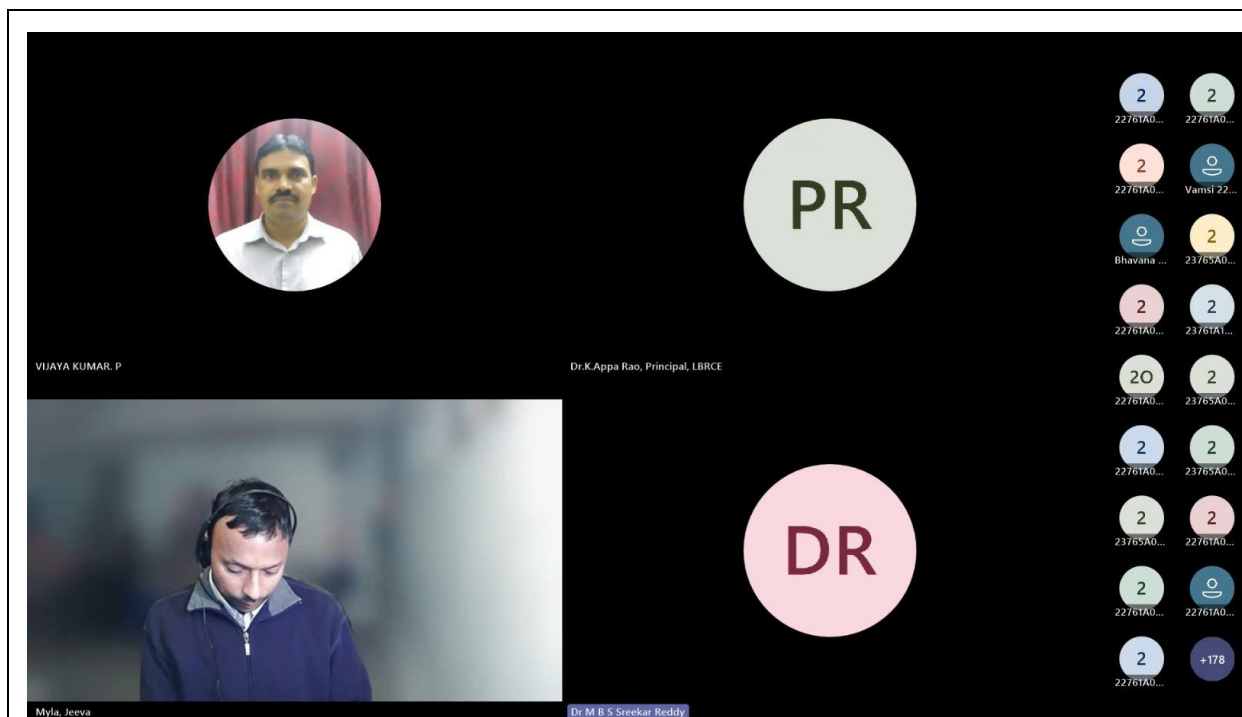 PR
VIJAYA KUMAR. P
Dr.K.Appa Rao, Principal, LBRCE
DR
Myla, Jeeva
Dr M B S Sreekar Reddy
2 2
22761A0... 22761A0...
2
22761A0... Vamsi 22...
2
Bhavana ... 23765A0...
2 2
22761A0... 23761A1...
2O 2
22761A0... 23765A0...
2 2
22761A0... 23765A0...
2 2
23765A0... 22761A0...
2
22761A0... 22761A0...
2 +178
22761A0...